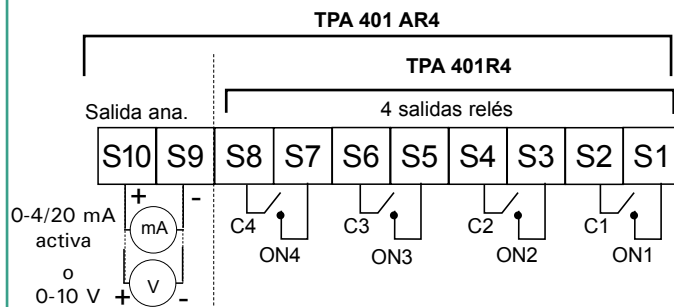 TPA 401 AR4
TPA 401R4
Salida ana.
4 salidas relés
S10 S9 S8 S7 S6 S5 S4 S3 S2 S1
+ -
0-4/20 mA
activa
mA
C4 C3 C2 C1
ON4 ON3 ON2 ON1
o
0-10 V
+ V -